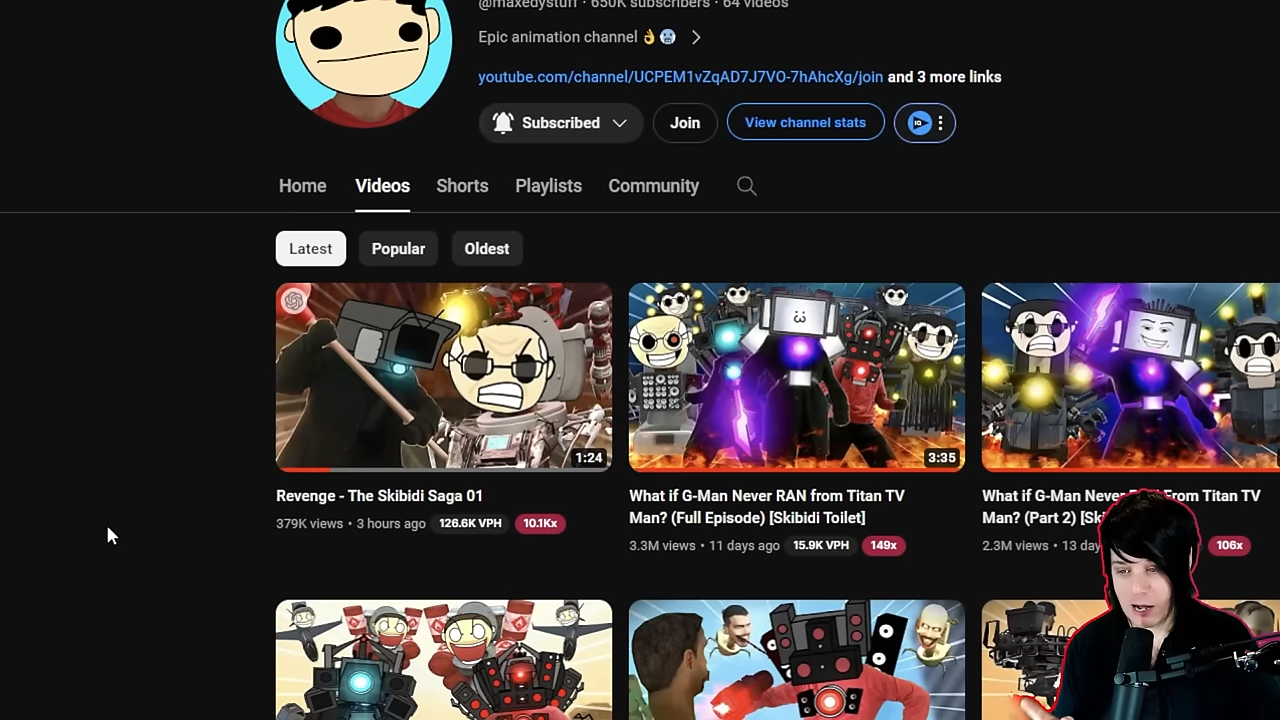 @maxedystuff · 650K subscribers · 64 videos
Epic animation channel 👌🥶
youtube.com/channel/UCPEM1vZqAD7J7VO-7hAhcXg/join and 3 more links
Subscribed
Join
View channel stats
Home
Videos
Shorts
Playlists
Community
Latest
Popular
Oldest
1:24
3:35
Revenge - The Skibidi Saga 01
379K views • 3 hours ago 126.6K VPH 10.1Kx
What if G-Man Never RAN from Titan TV
Man? (Full Episode) [Skibidi Toilet]
3.3M views • 11 days ago 15.9K VPH 149x
What if G-Man Never From Titan TV
Man? (Part 2)
2.3M views • 13 106x